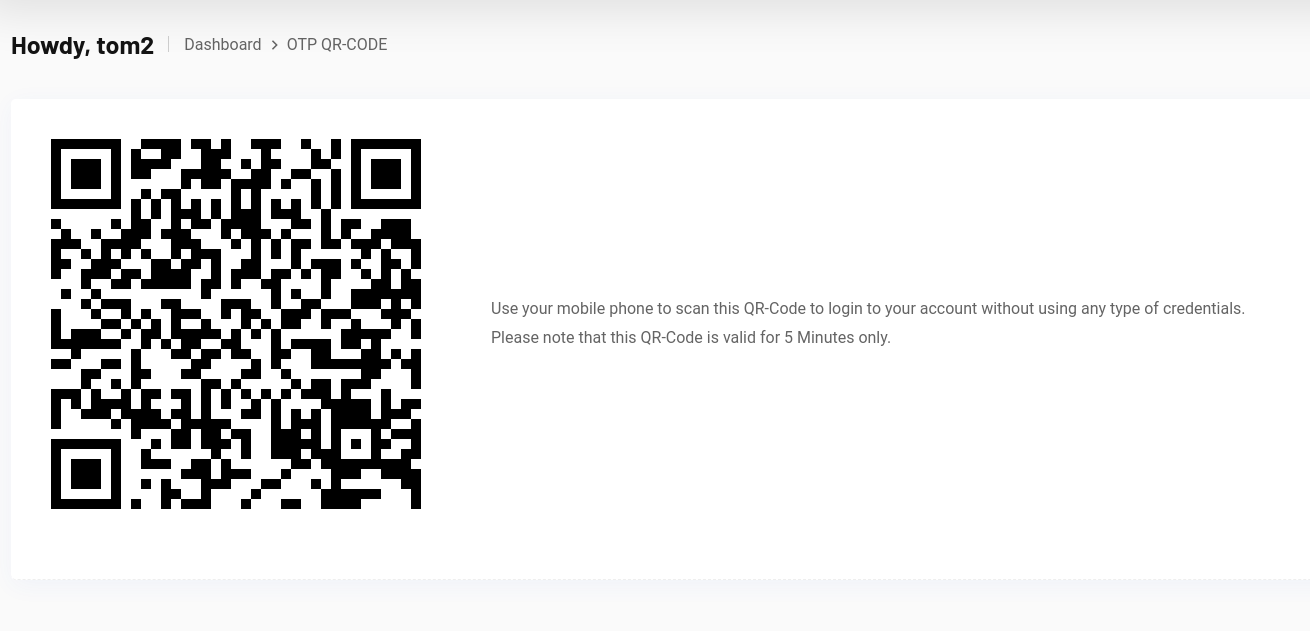 Howdy, tom2
Dashboard > OTP QR-CODE
Use your mobile phone to scan this QR-Code to login to your account without using any type of credentials.
Please note that this QR-Code is valid for 5 Minutes only.